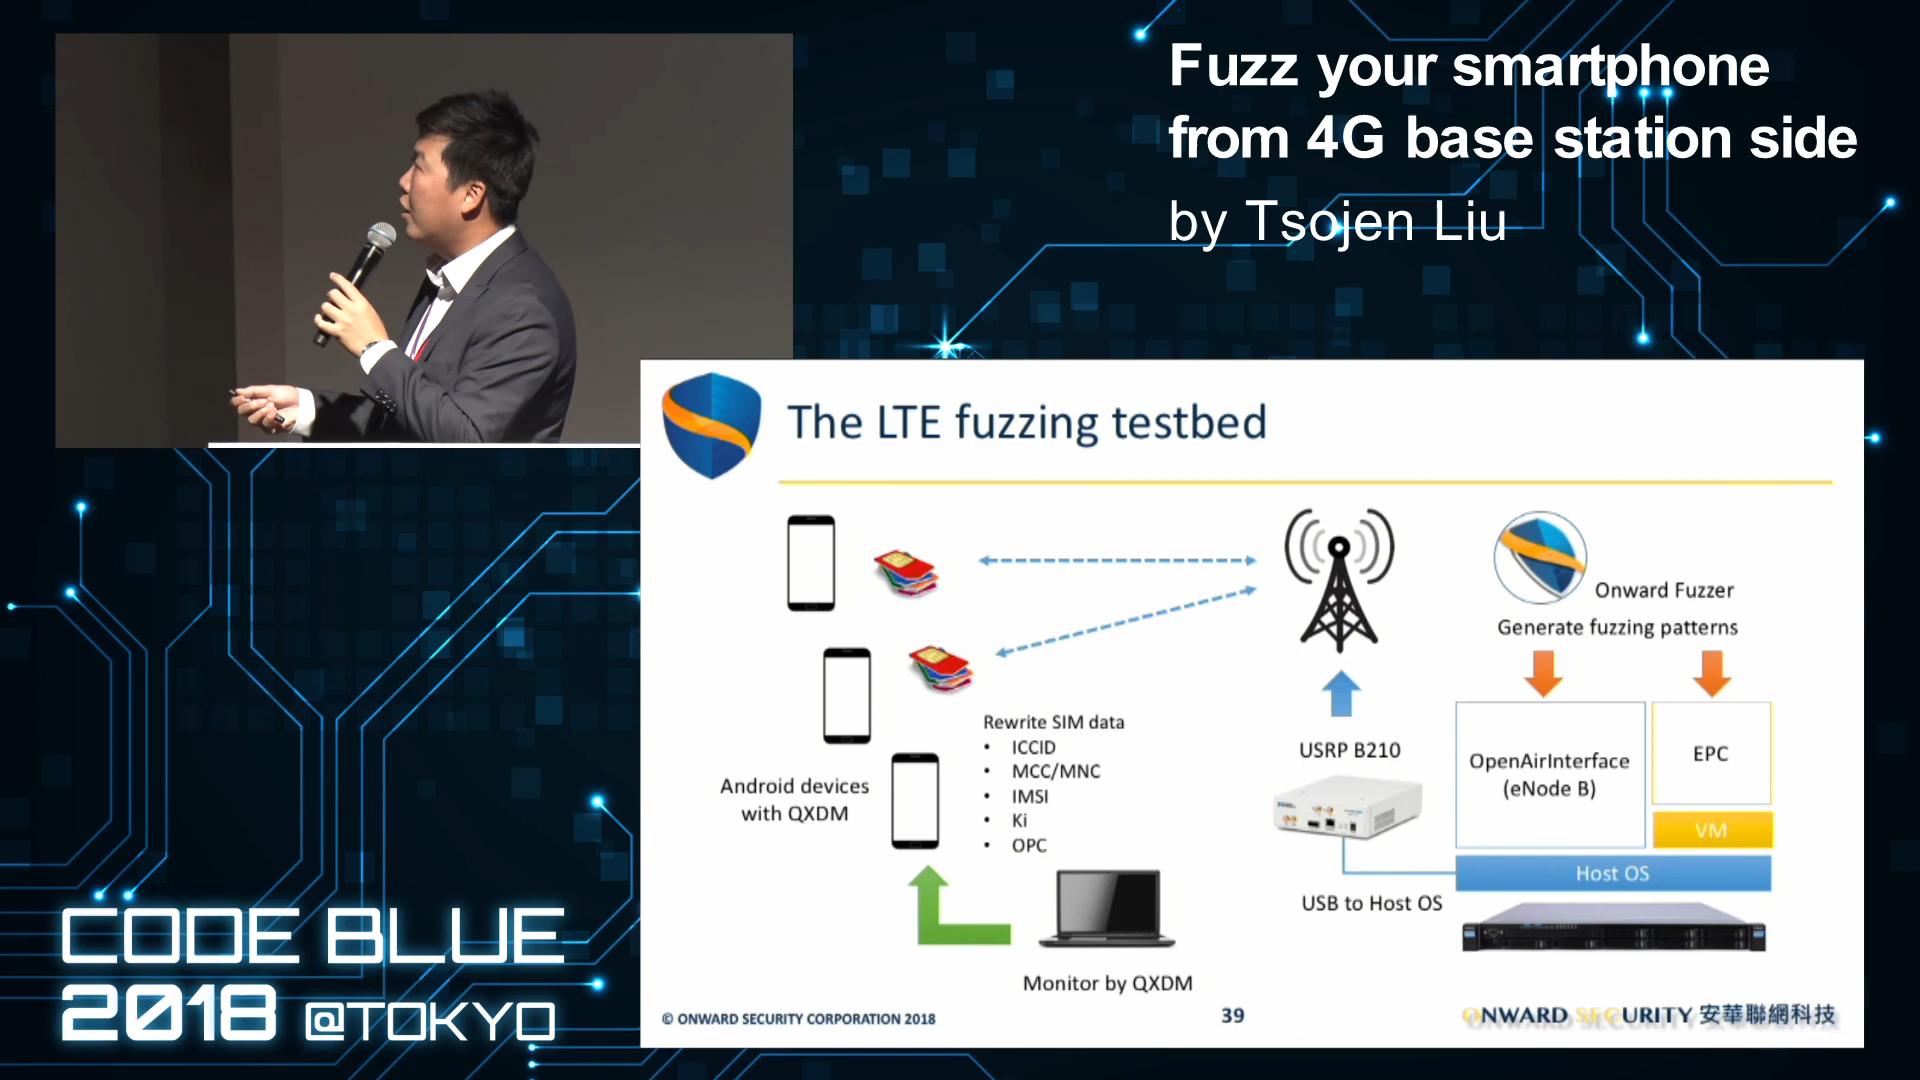 Fuzz your smartphone
from 4G base station side
by Tsojen Liu
The LTE fuzzing testbed
Onward Fuzzer
Generate fuzzing patterns
Rewrite SIM data
• ICCID
• MCC/MNC
• IMSI
• Ki
• OPC
Android devices
with QXDM
USRP B210
OpenAirInterface
(eNode B)
EPC
VM
Host OS
USB to Host OS
Monitor by QXDM
© ONWARD SECURITY CORPORATION 2018
39
ONWARD SECURITY 安華聯網科技
CODE BLUE
2018 @TOKYO